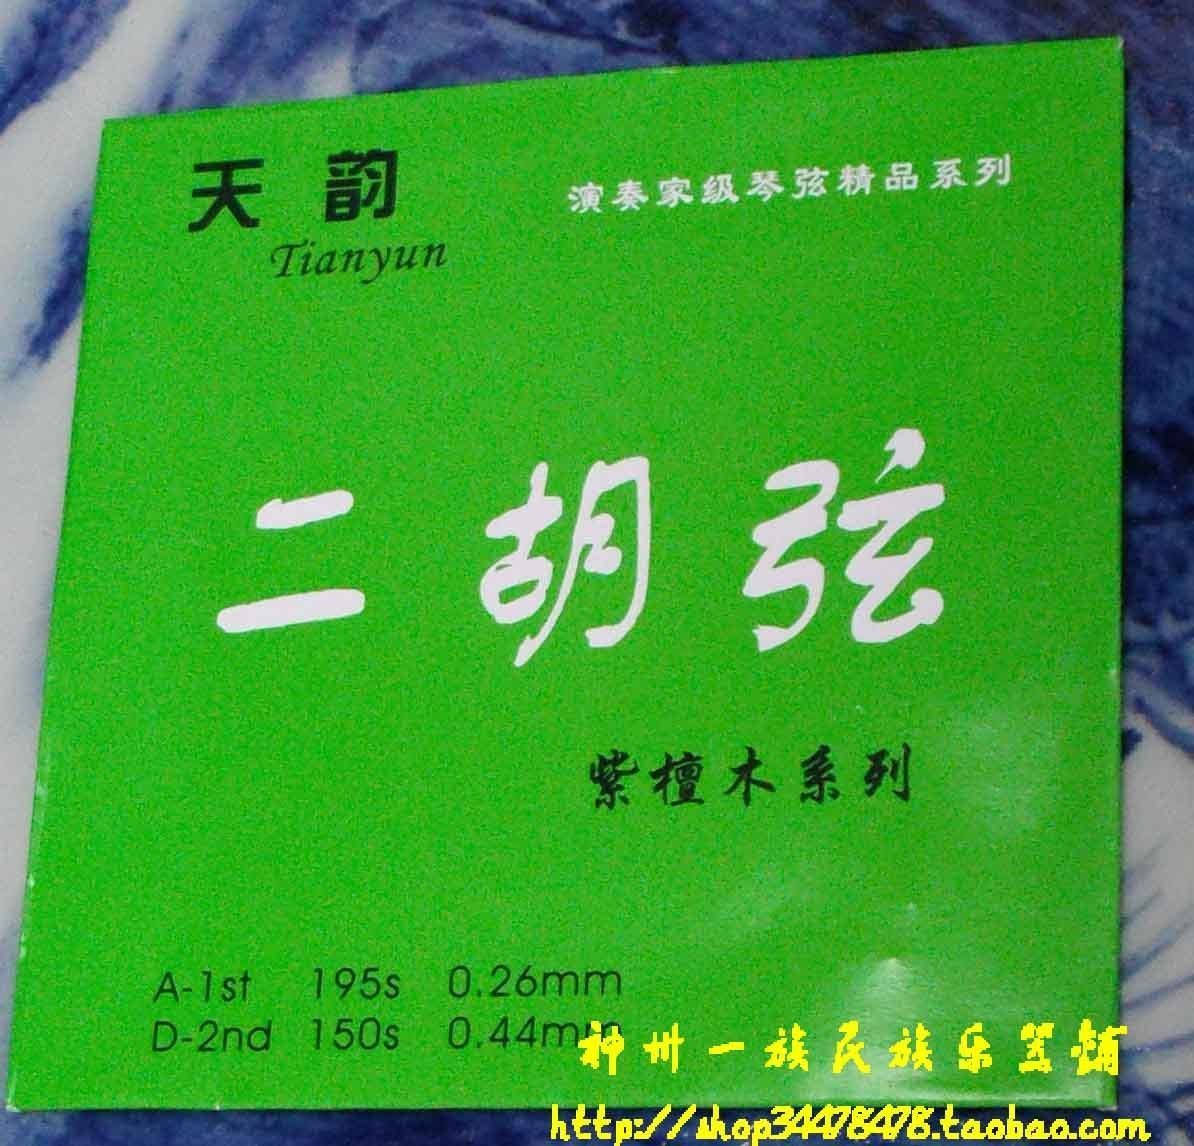 天韵
Tianyun
演奏家级琴弦精品系列
二胡弦
紫檀木系列
A-1st 195s 0.26mm
D-2nd 150s 0.44mm
神州一族民族乐器铺
http://shop34478478.taobao.com